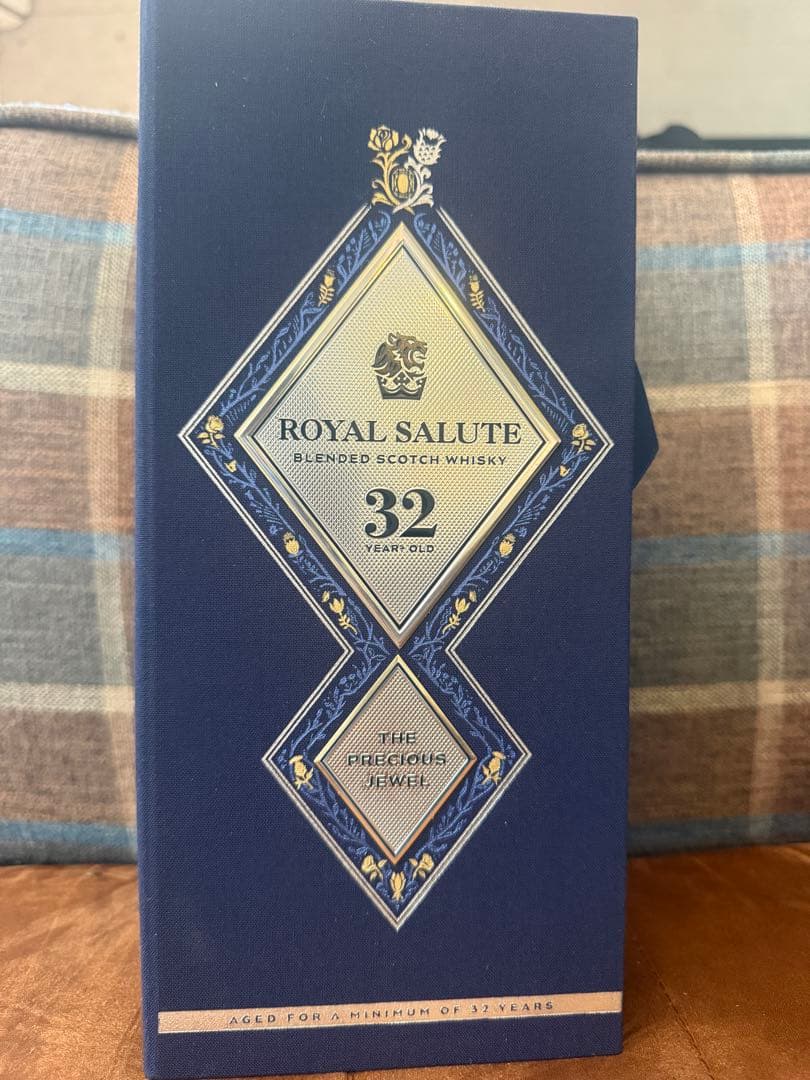 ROYAL SALUTE
BLENDED SCOTCH WHISKY
32
YEARS OLD
THE
PRECIOUS
JEWEL
AGED FOR A MINIMUM OF 32 YEARS